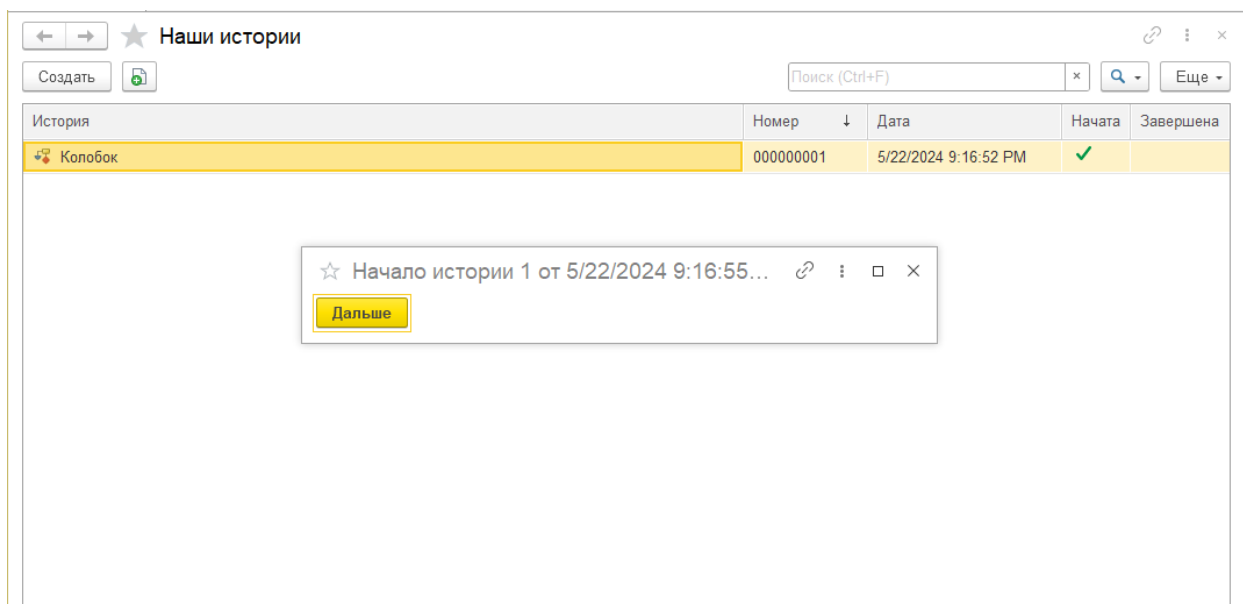 Наши истории
Создать Поиск (Ctrl+F) × Еще
История Номер ↓ Дата Начата Завершена
Колобок 000000001 5/22/2024 9:16:52 PM
Начало истории 1 от 5/22/2024 9:16:55...
Дальше